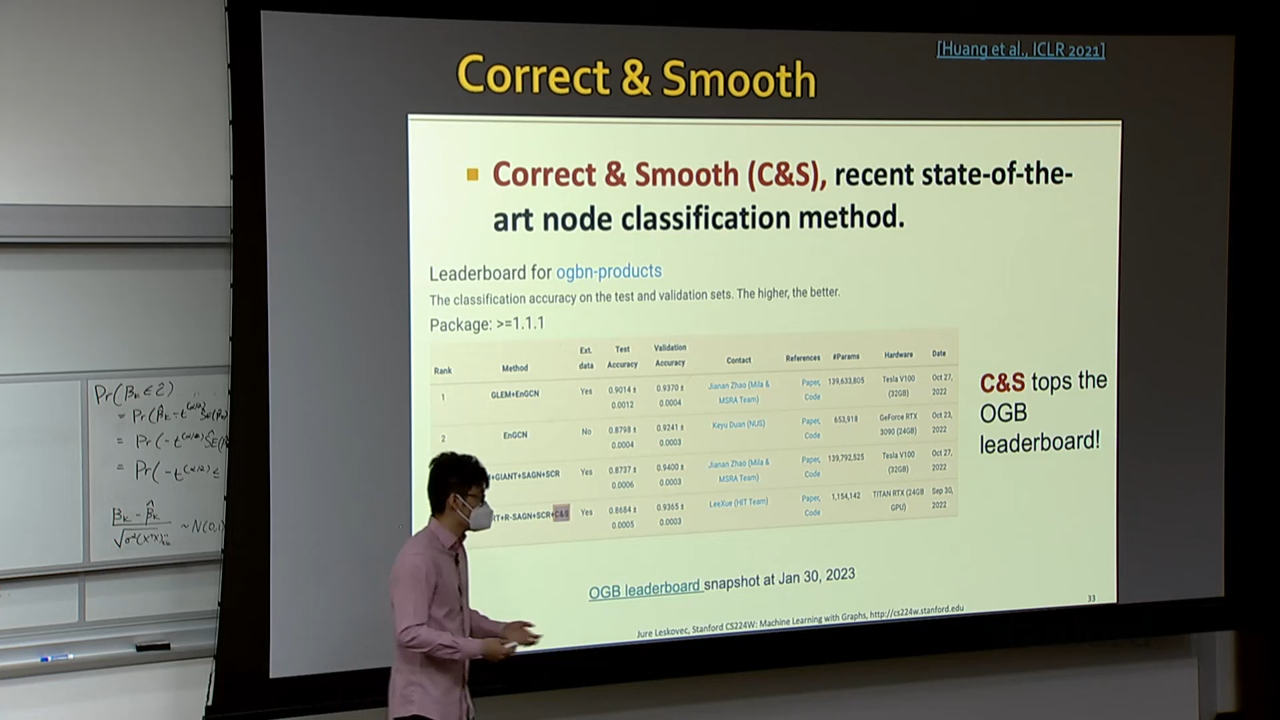 Correct & Smooth
[Huang et al., ICLR 2021]
Correct & Smooth (C&S), recent state-of-the-
art node classification method.
Leaderboard for ogbn-products
The classification accuracy on the test and validation sets. The higher, the better.
Package: >=1.1.1
Rank Method Ext. data Test Accuracy Validation Accuracy Contact References #Params Hardware Date
1 GLEM+EnGCN Yes 0.9014 ± 0.0012 0.9370 ± 0.0004 Jianan Zhao (Mila & MSRA Team) Paper, Code 139,633,805 Tesla V100 (32GB) Oct 27, 2022
2 EnGCN No 0.8798 ± 0.0004 0.9241 ± 0.0003 Keyu Duan (NUS) Paper, Code 653,918 GeForce RTX 3090 (24GB) Oct 23, 2022
+GIANT+SAGN+SCR Yes 0.8737 ± 0.0006 0.9400 ± 0.0003 Jianan Zhao (Mila & MSRA Team) Paper, Code 139,792,525 Tesla V100 (32GB) Oct 27, 2022
RT+R-SAGN+SCR+C&S Yes 0.8684 ± 0.0005 0.9365 ± 0.0003 LeeXue (HIT Team) Paper, Code 1,154,142 TITAN RTX (24GB GPU) Sep 30, 2022
C&S tops the
OGB
leaderboard!
OGB leaderboard snapshot at Jan 30, 2023
Jure Leskovec, Stanford CS224W: Machine Learning with Graphs, http://cs224w.stanford.edu
33